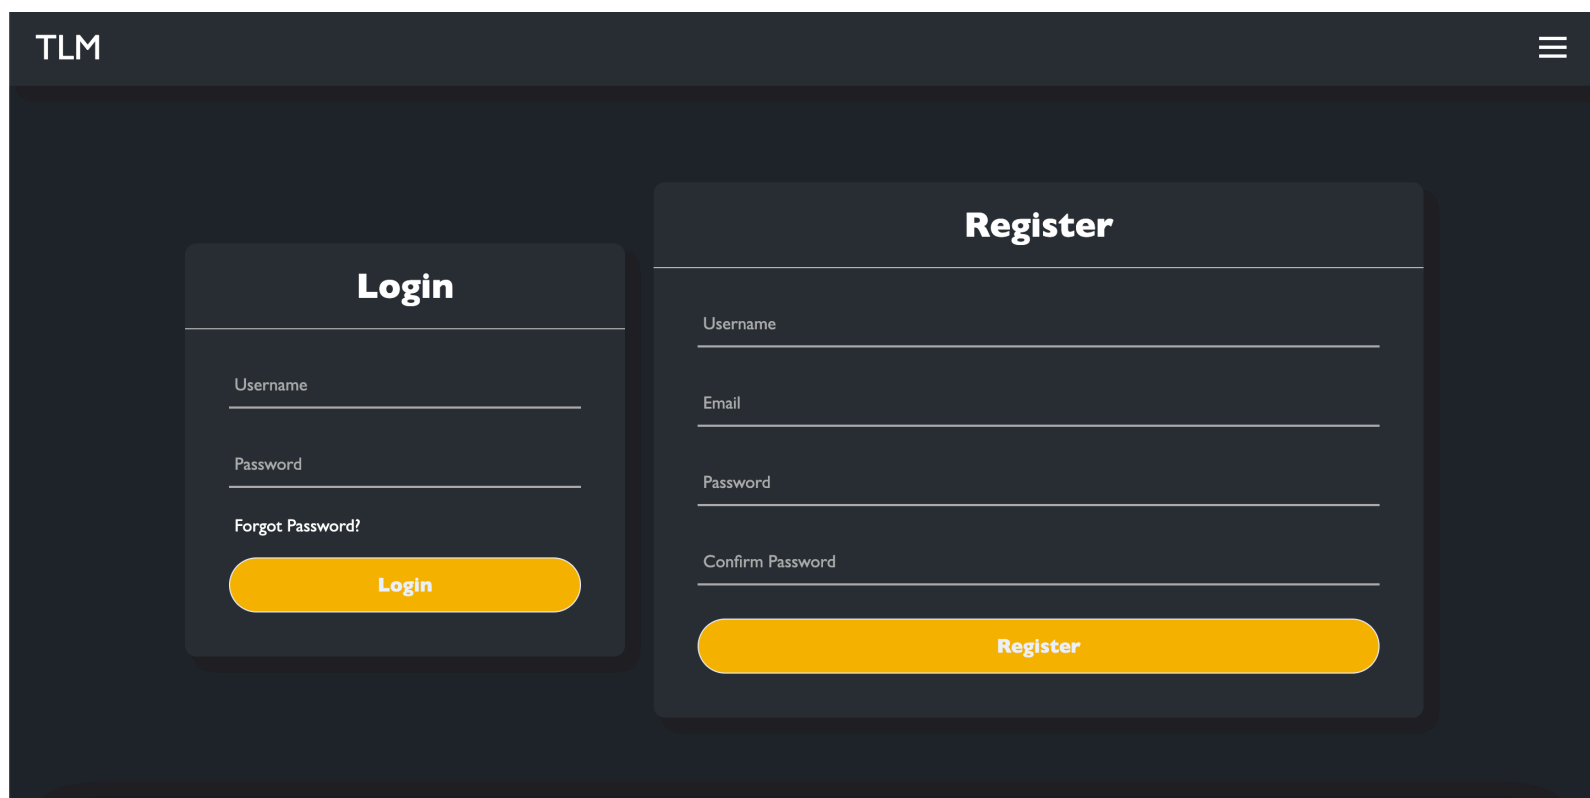 TLM
Login
Username
Password
Forgot Password?
Login
Register
Username
Email
Password
Confirm Password
Register